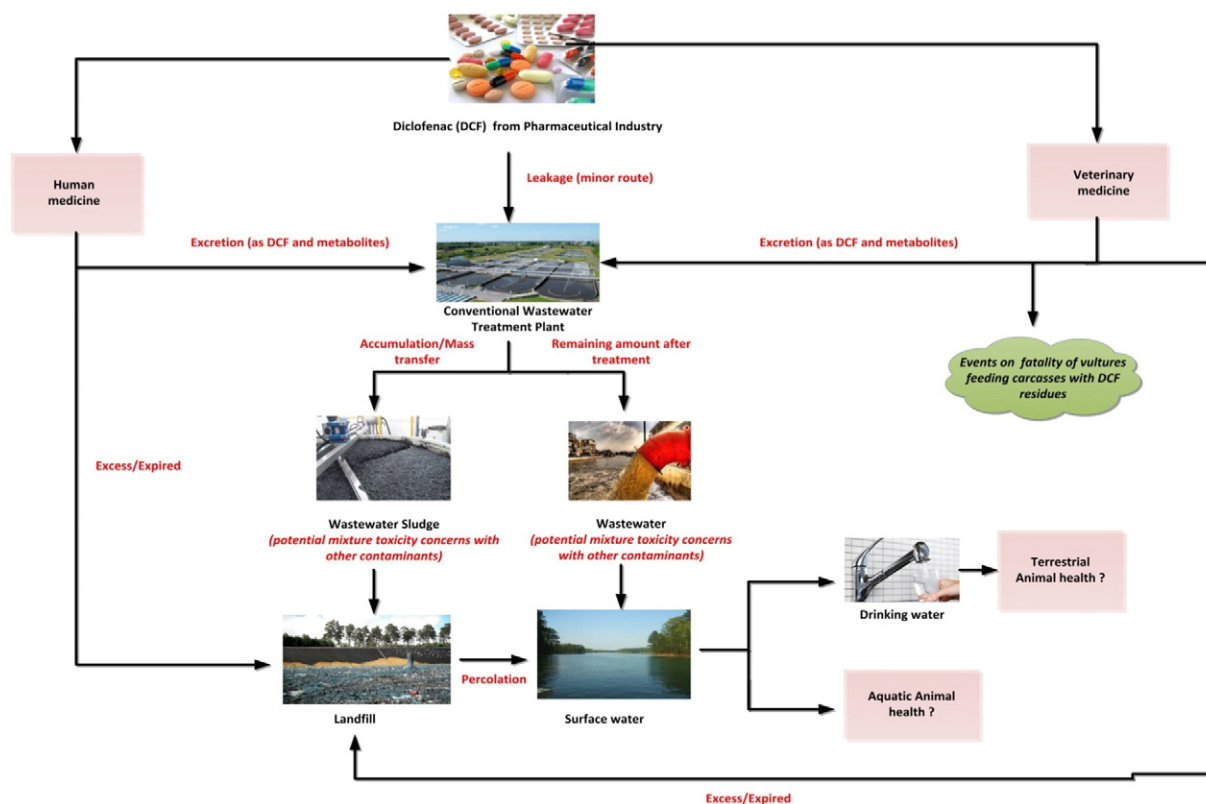 Diclofenac (DCF) from Pharmaceutical Industry
Human
medicine
Leakage (minor route)
Veterinary
medicine
Excretion (as DCF and metabolites)
Excretion (as DCF and metabolites)
Conventional Wastewater
Treatment Plant
Accumulation/Mass
transfer
Remaining amount after
treatment
Events on fatality of vultures
feeding carcasses with DCF
residues
Excess/Expired
Wastewater Sludge
(potential mixture toxicity concerns with
other contaminants)
Wastewater
(potential mixture toxicity concerns
with other contaminants)
Drinking water
Terrestrial
Animal health ?
Landfill
Percolation
Surface water
Aquatic Animal
health ?
Excess/Expired